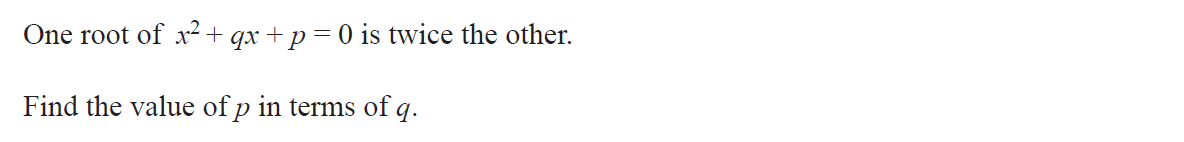 One root of x² + qx + p = 0 is twice the other.
Find the value of p in terms of q.